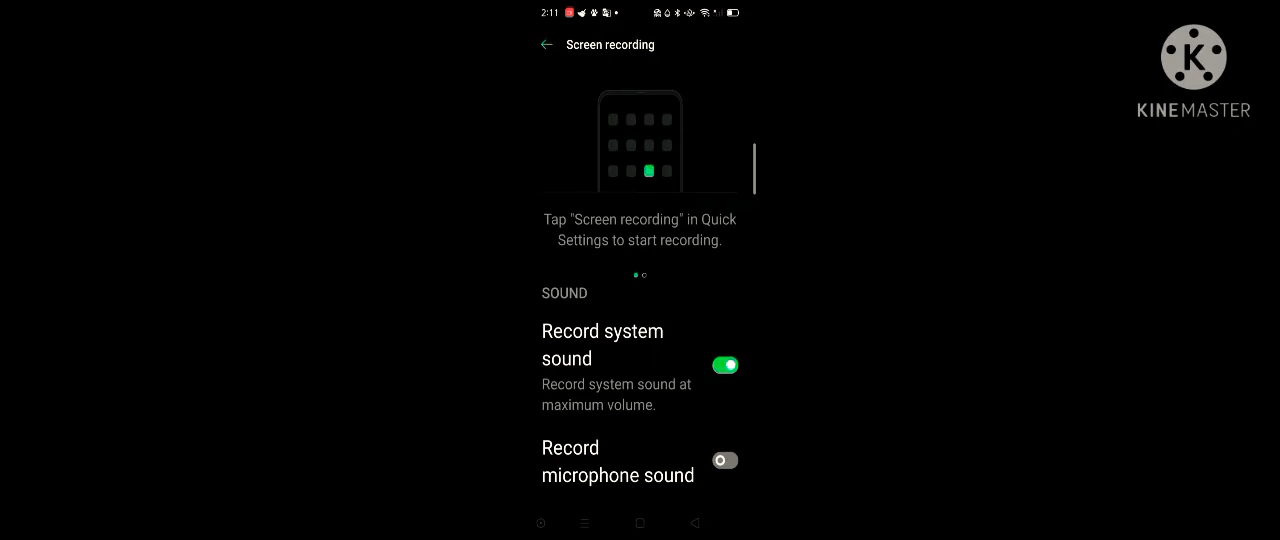 2:11
Screen recording
K
KINEMASTER
Tap "Screen recording" in Quick
Settings to start recording.
SOUND
Record system
sound
Record system sound at
maximum volume.
Record
microphone sound